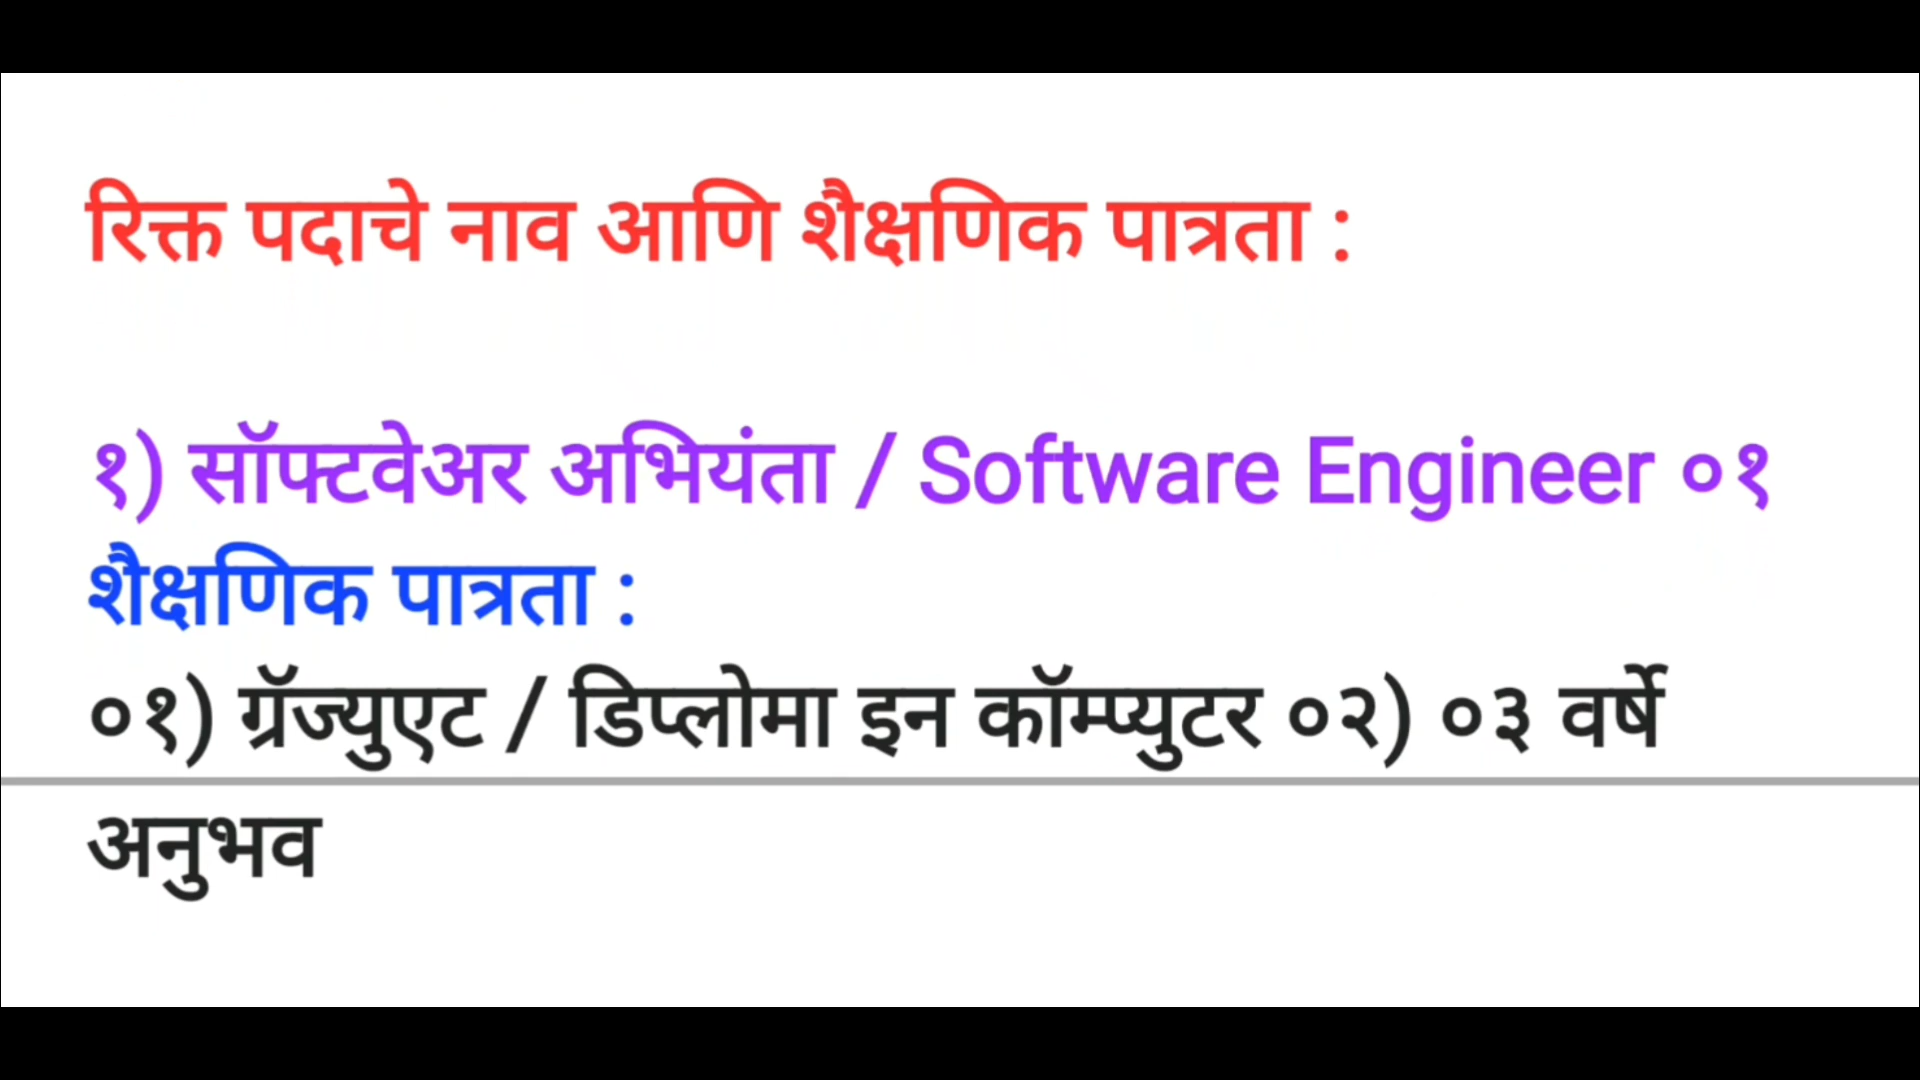 रिक्त पदाचे नाव आणि शैक्षणिक पात्रता :
१) सॉफ्टवेअर अभियंता / Software Engineer ०१
शैक्षणिक पात्रता :
०१) ग्रॅज्युएट / डिप्लोमा इन कॉम्प्युटर ०२) ०३ वर्षे
अनुभव